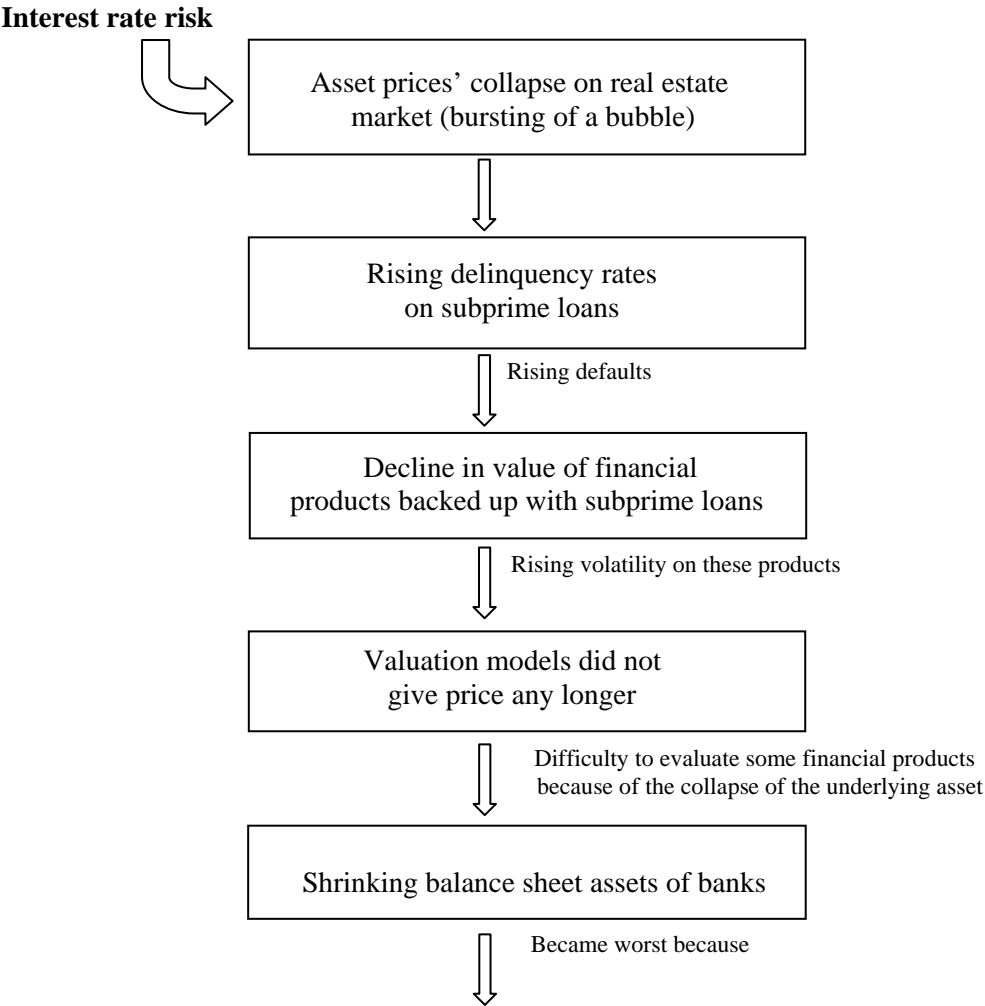 Interest rate risk
Asset prices’ collapse on real estate
market (bursting of a bubble)
Rising delinquency rates
on subprime loans
Rising defaults
Decline in value of financial
products backed up with subprime loans
Rising volatility on these products
Valuation models did not
give price any longer
Difficulty to evaluate some financial products
because of the collapse of the underlying asset
Shrinking balance sheet assets of banks
Became worst because